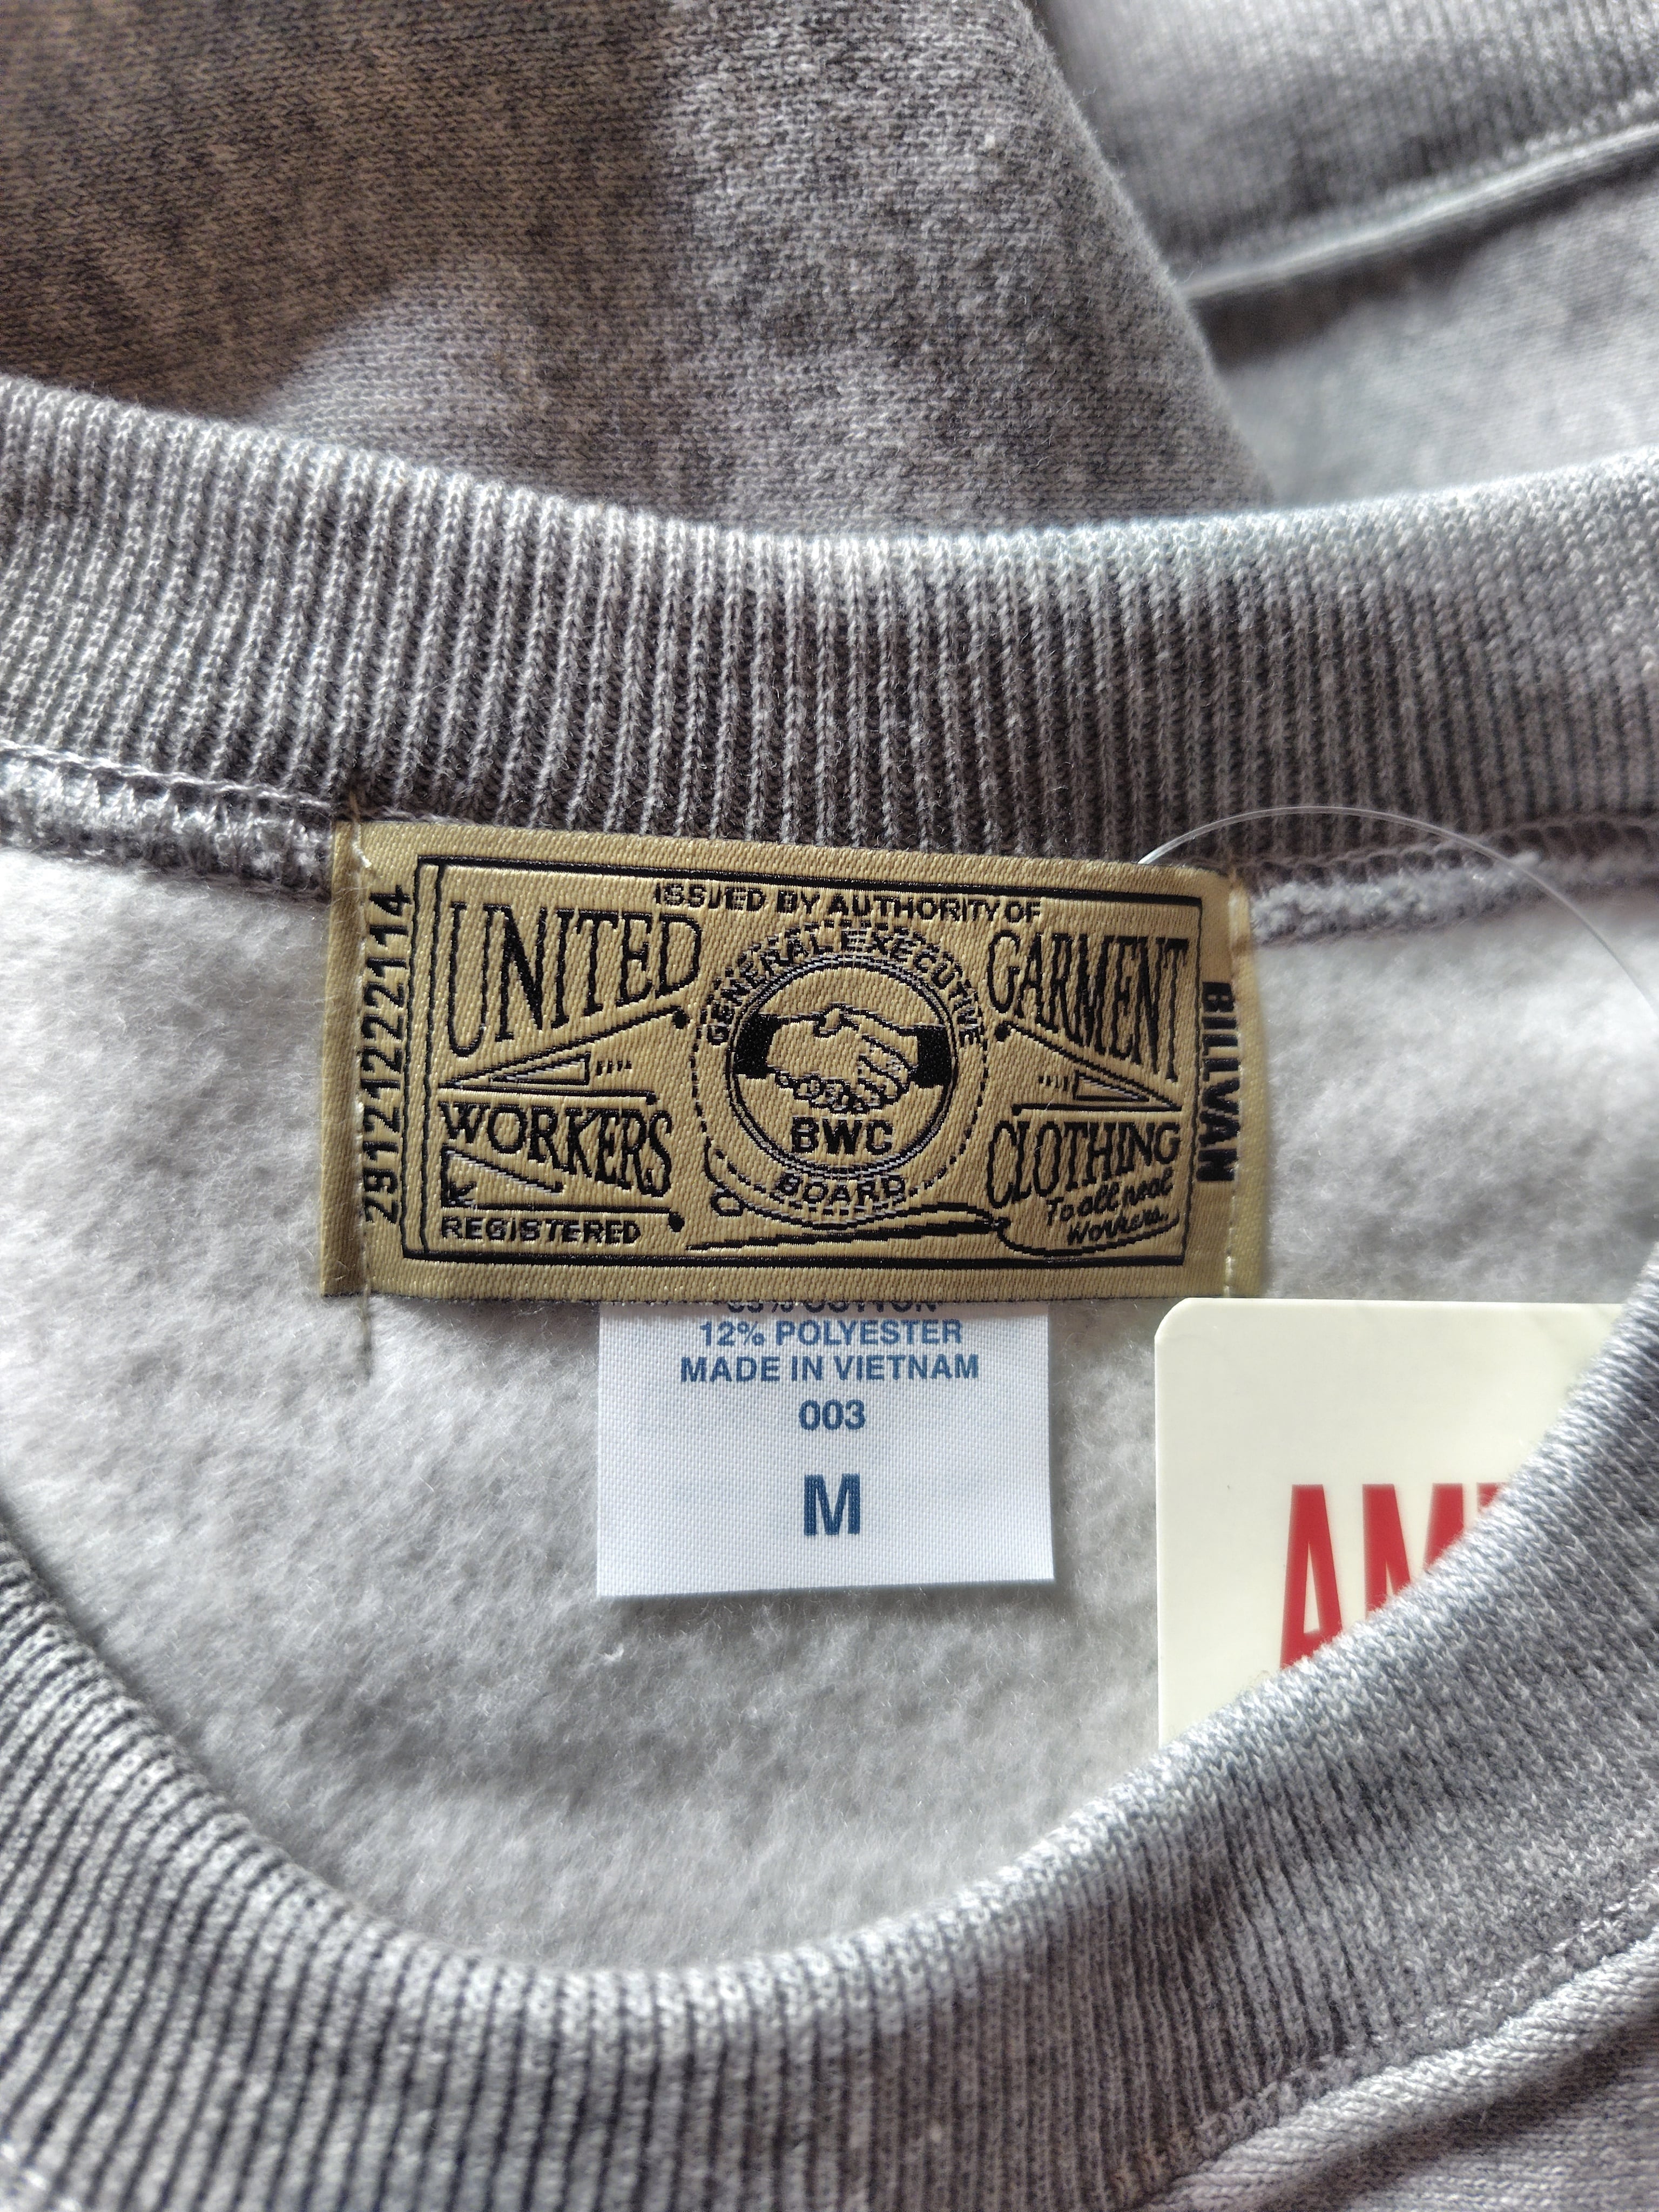 ISSUED BY AUTHORITY OF
UNITED
GARMENT
GENERAL EXECUTIVE
BWC
BOARD
WORKERS
CLOTHING
To all real
Workers.
REGISTERED
29121222114
BILLVAN
COTTON
12% POLYESTER
MADE IN VIETNAM
003
M